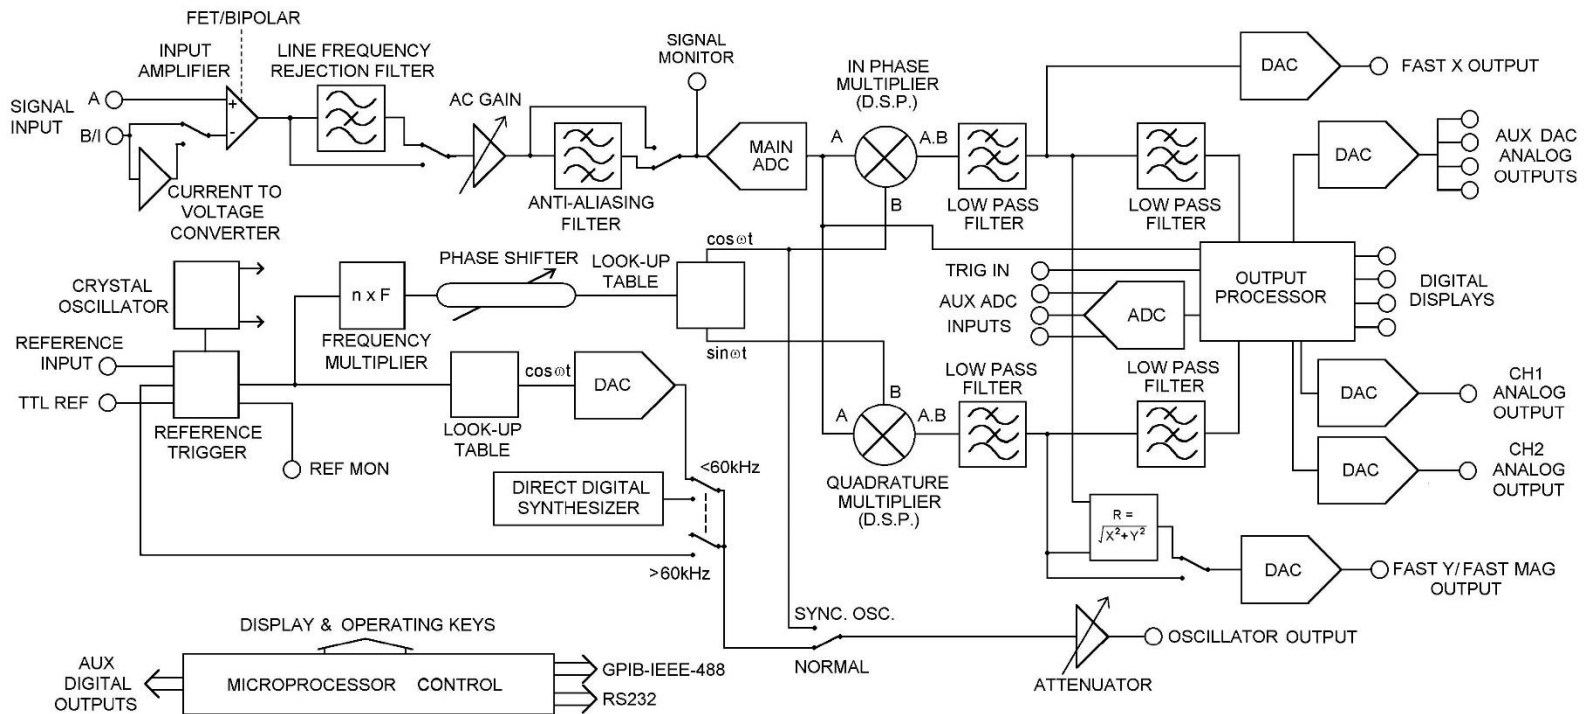 FET/BIPOLAR
INPUT
AMPLIFIER
LINE FREQUENCY
REJECTION FILTER
SIGNAL
INPUT
A
B/I
+
-
CURRENT TO
VOLTAGE
CONVERTER
AC GAIN
ANTI-ALIASING
FILTER
SIGNAL
MONITOR
MAIN
ADC
IN PHASE
MULTIPLIER
(D.S.P.)
A
A.B
B
LOW PASS
FILTER
LOW PASS
FILTER
DAC
FAST X OUTPUT
DAC
AUX DAC
ANALOG
OUTPUTS
CRYSTAL
OSCILLATOR
REFERENCE
INPUT
TTL REF
REFERENCE
TRIGGER
REF MON
n x F
FREQUENCY
MULTIPLIER
PHASE SHIFTER
LOOK-UP
TABLE
cosωt
sinωt
LOOK-UP
TABLE
cosωt
DAC
TRIG IN
AUX ADC
INPUTS
ADC
OUTPUT
PROCESSOR
DIGITAL
DISPLAYS
LOW PASS
FILTER
LOW PASS
FILTER
B
A
A.B
QUADRATURE
MULTIPLIER
(D.S.P.)
DAC
CH1
ANALOG
OUTPUT
DAC
CH2
ANALOG
OUTPUT
<60kHz
DIRECT DIGITAL
SYNTHESIZER
>60kHz
R =
√X²+Y²
DAC
FAST Y/ FAST MAG
OUTPUT
SYNC. OSC.
NORMAL
ATTENUATOR
OSCILLATOR OUTPUT
DISPLAY & OPERATING KEYS
AUX
DIGITAL
OUTPUTS
MICROPROCESSOR CONTROL
GPIB-IEEE-488
RS232